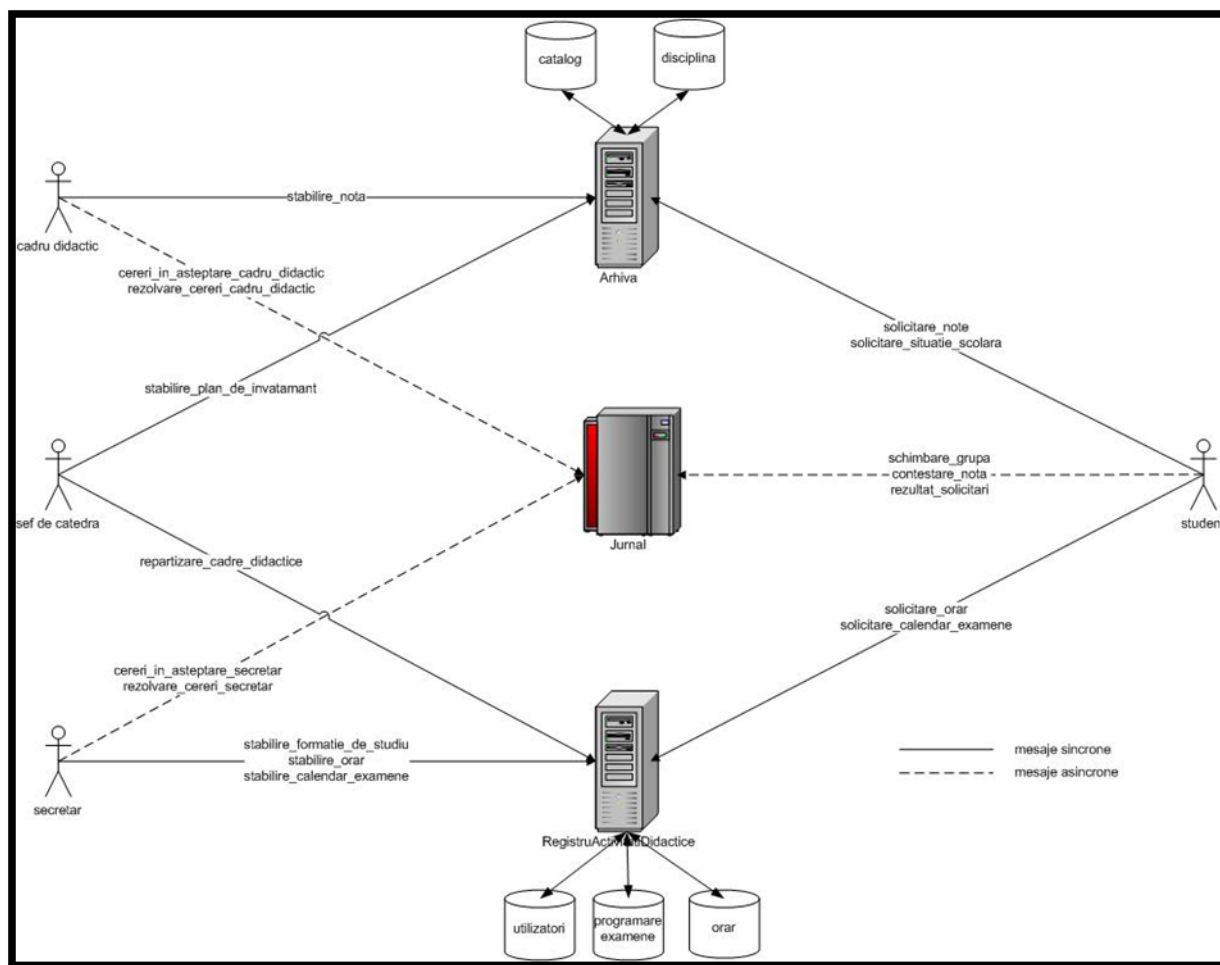 catalog
disciplina
cadru didactic
stabilire_nota
Arhiva
cereri_in_asteptare_cadru_didactic
rezolvare_cereri_cadru_didactic
solicitare_note
solicitare_situatie_scolara
stabilire_plan_de_invatamant
sef de catedra
schimbare_grupa
contestare_nota
rezultat_solicitari
Jurnal
studen
repartizare_cadre_didactice
solicitare_orar
solicitare_calendar_examene
cereri_in_asteptare_secretar
rezolvare_cereri_secretar
secretar
stabilire_formatie_de_studiu
stabilire_orar
stabilire_calendar_examene
mesaje sincrone
mesaje asincrone
utilizatori
programare
examene
orar